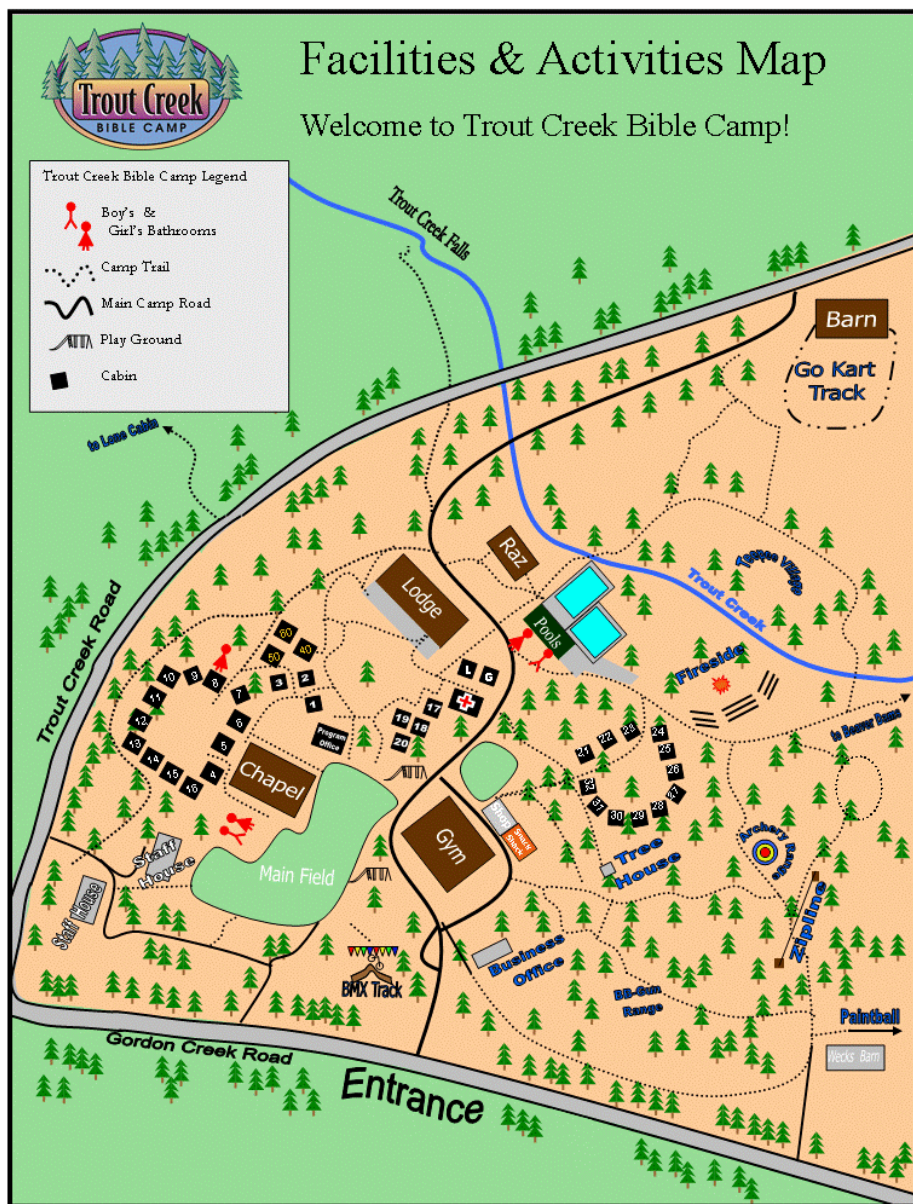 Facilities & Activities Map
Trout Creek
BIBLE CAMP
Welcome to Trout Creek Bible Camp!
Trout Creek Bible Camp Legend
Boy's &
Girl's Bathrooms
Camp Trail
Main Camp Road
Play Ground
Cabin
Trout Creek Falls
Barn
Go Kart
Track
to Lone Cabin
Raz
Lodge
Teepee Village
Trout Creek
Pools
Trout Creek Road
Fireside
60
50
40
10
9
8
7
3
2
1
L
G
11
12
13
14
15
16
6
5
4
17
19
18
20
Program
Office
23
24
22
21
25
26
27
32
31
30
29
28
to Beaver Dams
Chapel
Shop
Snack
Shack
Gym
Archery
Range
Staff
House
Main Field
Tree
House
Staff House
Zipline
Business
Office
BMX Track
BB-Gun
Range
Paintball
Wecks Barn
Gordon Creek Road
Entrance